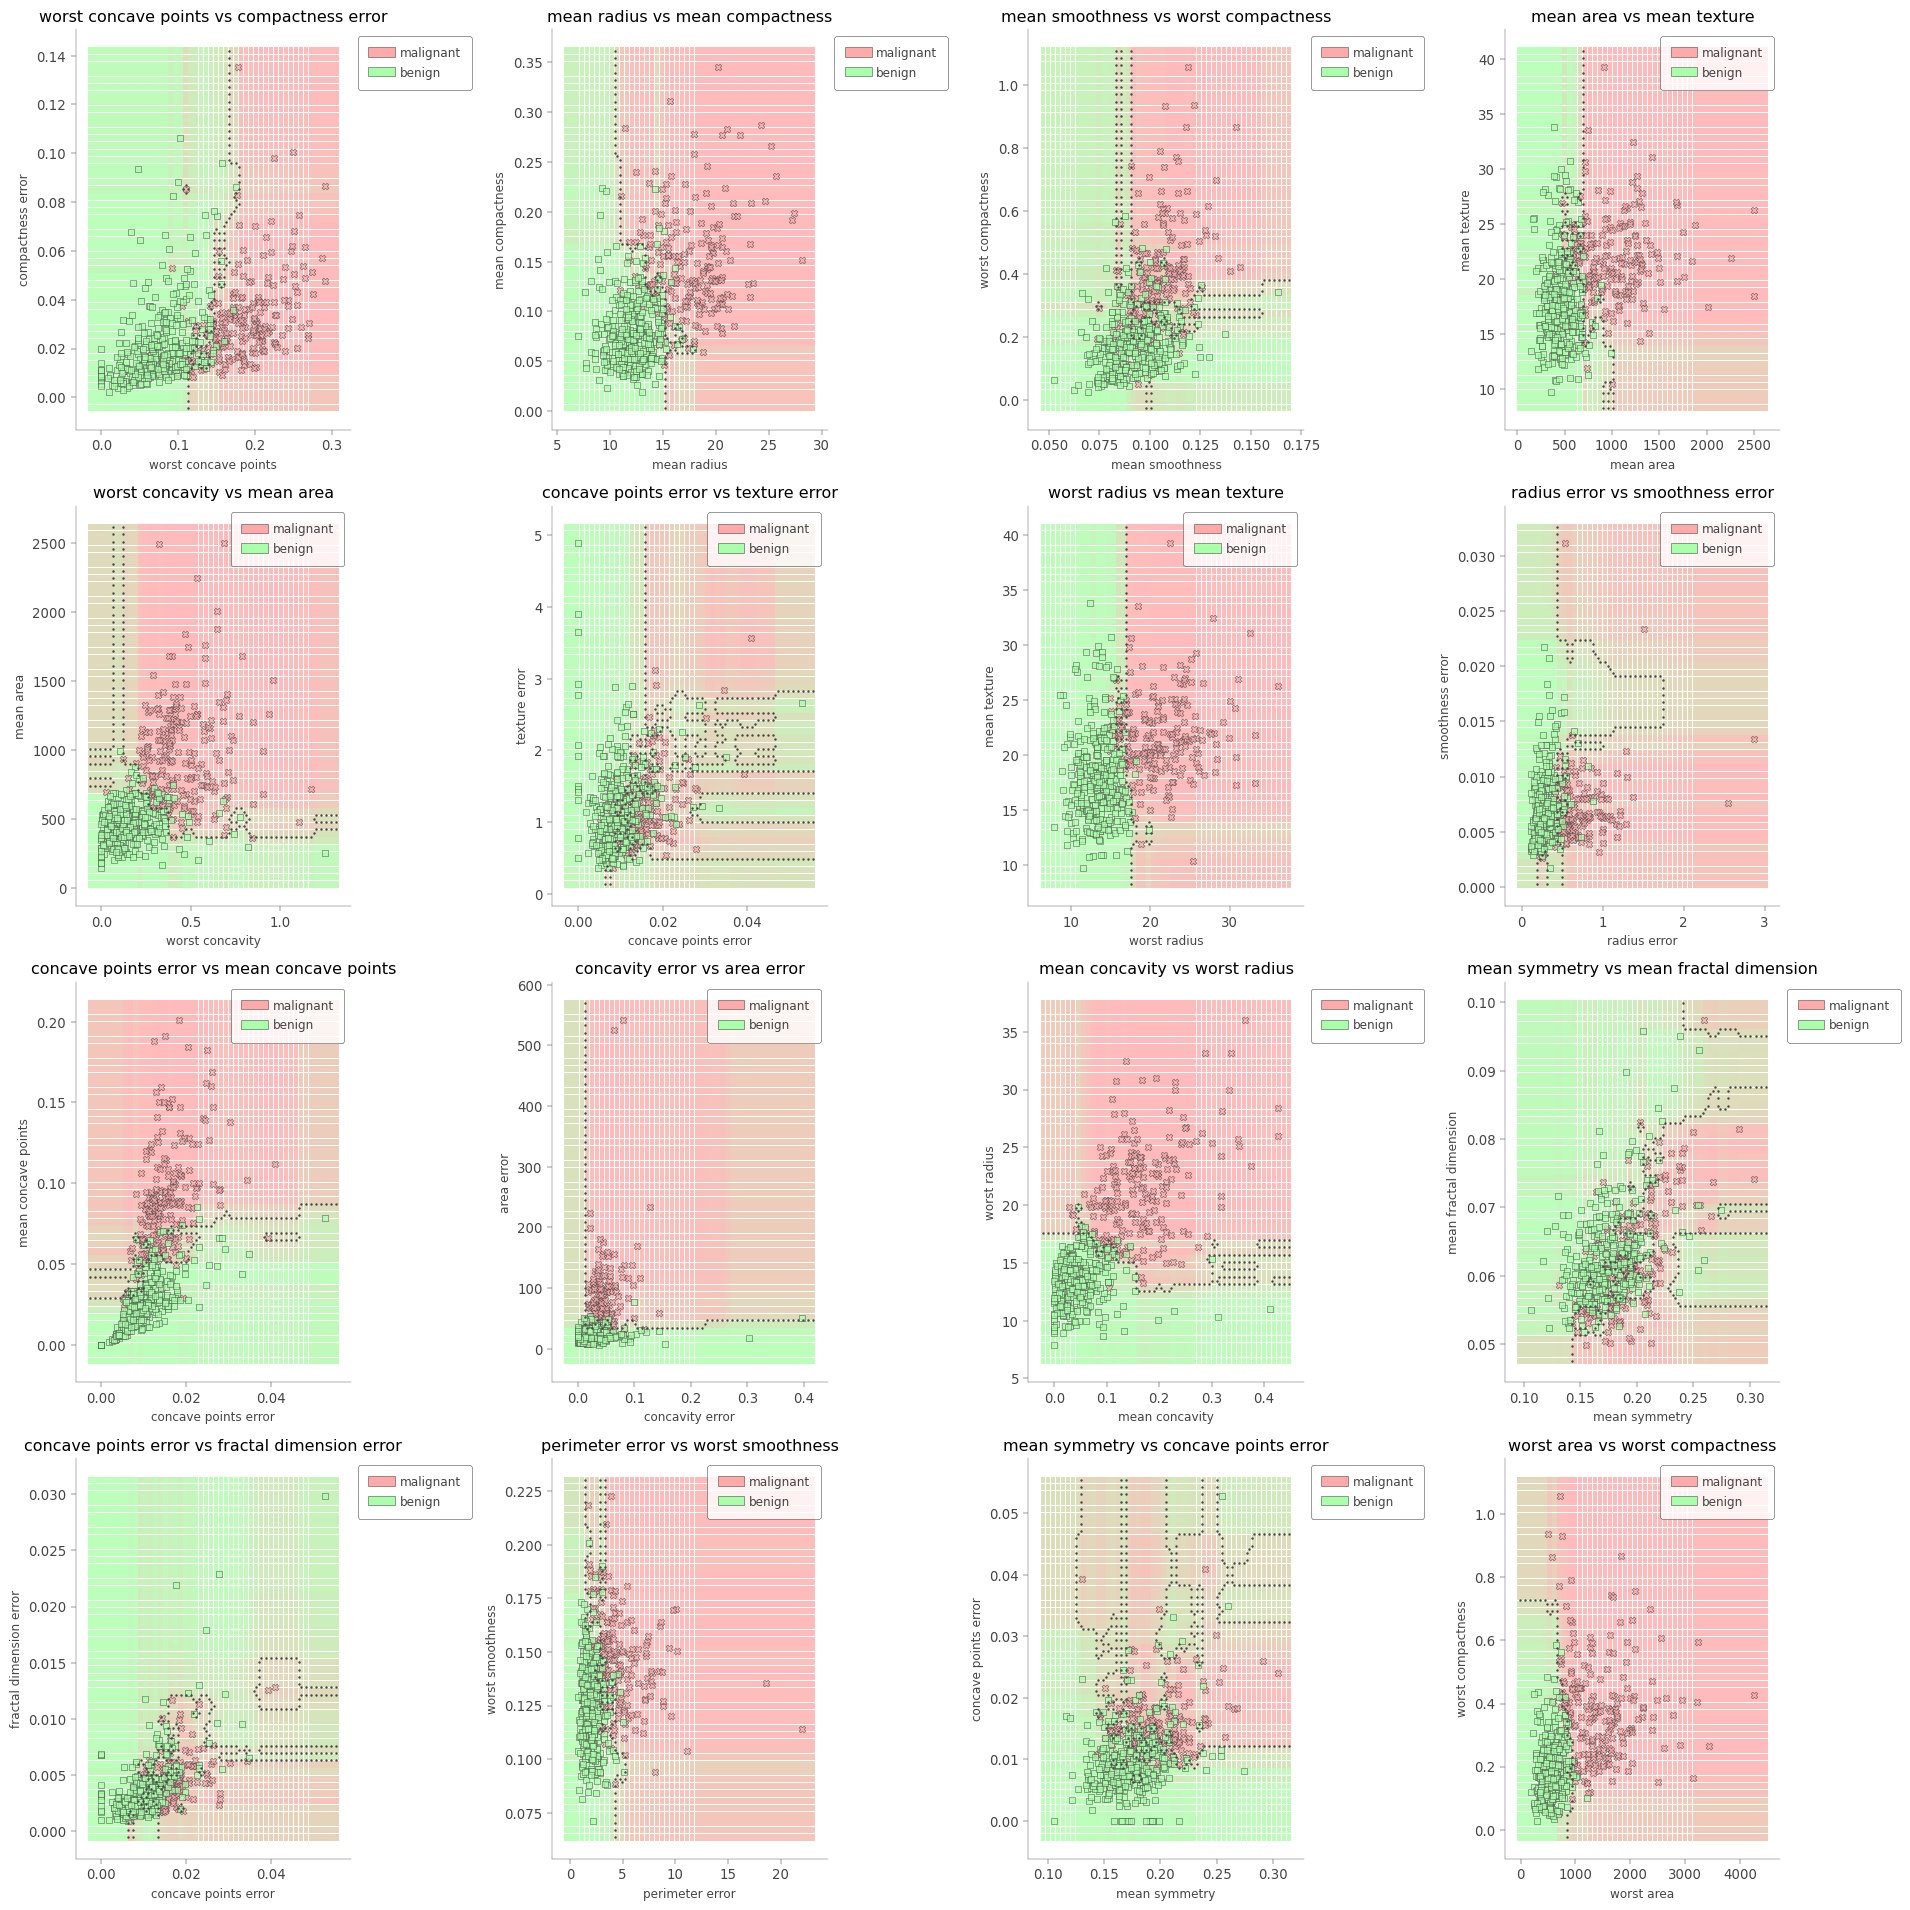 worst concave points vs compactness error
malignant
benign
compactness error
0.14
0.12
0.10
0.08
0.06
0.04
0.02
0.00
0.0 0.1 0.2 0.3
worst concave points
mean radius vs mean compactness
malignant
benign
mean compactness
0.35
0.30
0.25
0.20
0.15
0.10
0.05
0.00
5 10 15 20 25 30
mean radius
mean smoothness vs worst compactness
malignant
benign
worst compactness
1.0
0.8
0.6
0.4
0.2
0.0
0.050 0.075 0.100 0.125 0.150 0.175
mean smoothness
mean area vs mean texture
malignant
benign
mean texture
40
35
30
25
20
15
10
0 500 1000 1500 2000 2500
mean area
worst concavity vs mean area
malignant
benign
mean area
2500
2000
1500
1000
500
0
0.0 0.5 1.0
worst concavity
concave points error vs texture error
malignant
benign
texture error
5
4
3
2
1
0
0.00 0.02 0.04
concave points error
worst radius vs mean texture
malignant
benign
mean texture
40
35
30
25
20
15
10
10 20 30
worst radius
radius error vs smoothness error
malignant
benign
smoothness error
0.030
0.025
0.020
0.015
0.010
0.005
0.000
0 1 2 3
radius error
concave points error vs mean concave points
malignant
benign
mean concave points
0.20
0.15
0.10
0.05
0.00
0.00 0.02 0.04
concave points error
concavity error vs area error
malignant
benign
area error
600
500
400
300
200
100
0
0.0 0.1 0.2 0.3 0.4
concavity error
mean concavity vs worst radius
malignant
benign
worst radius
35
30
25
20
15
10
5
0.0 0.1 0.2 0.3 0.4
mean concavity
mean symmetry vs mean fractal dimension
malignant
benign
mean fractal dimension
0.10
0.09
0.08
0.07
0.06
0.05
0.10 0.15 0.20 0.25 0.30
mean symmetry
concave points error vs fractal dimension error
malignant
benign
fractal dimension error
0.030
0.025
0.020
0.015
0.010
0.005
0.000
0.00 0.02 0.04
concave points error
perimeter error vs worst smoothness
malignant
benign
worst smoothness
0.225
0.200
0.175
0.150
0.125
0.100
0.075
0 5 10 15 20
perimeter error
mean symmetry vs concave points error
malignant
benign
concave points error
0.05
0.04
0.03
0.02
0.01
0.00
0.10 0.15 0.20 0.25 0.30
mean symmetry
worst area vs worst compactness
malignant
benign
worst compactness
1.0
0.8
0.6
0.4
0.2
0.0
0 1000 2000 3000 4000
worst area